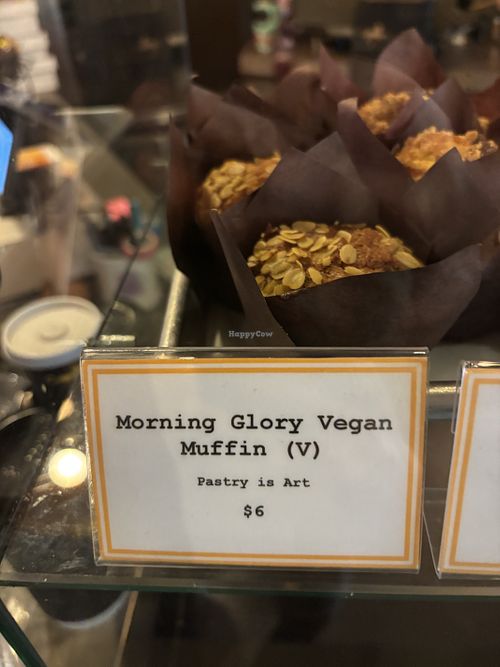 HappyCow
Morning Glory Vegan
Muffin (V)
Pastry is Art
$6